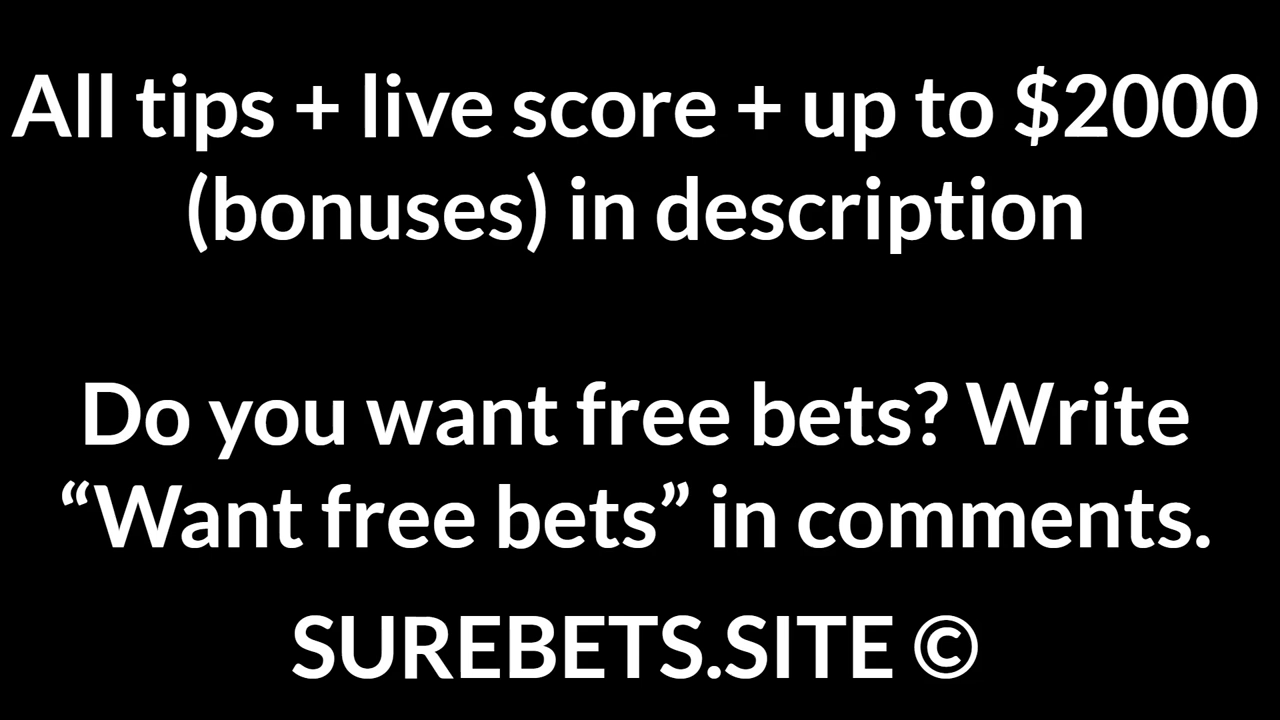 All tips + live score + up to $2000
(bonuses) in description
Do you want free bets? Write
“Want free bets” in comments.
SUREBETS.SITE ©